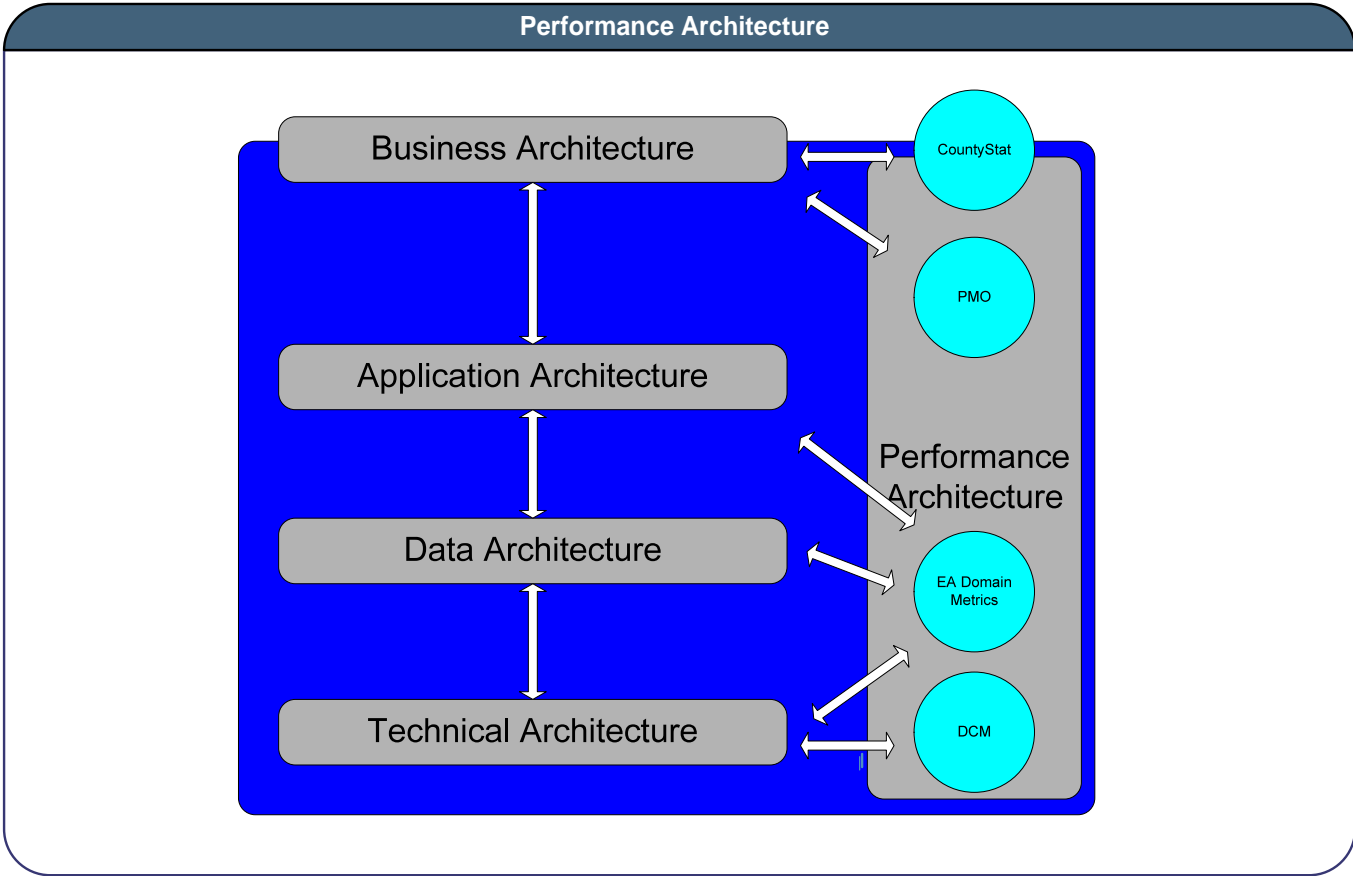 Performance Architecture
Business Architecture
CountyStat
PMO
Application Architecture
Performance
Architecture
Data Architecture
EA Domain
Metrics
Technical Architecture
DCM